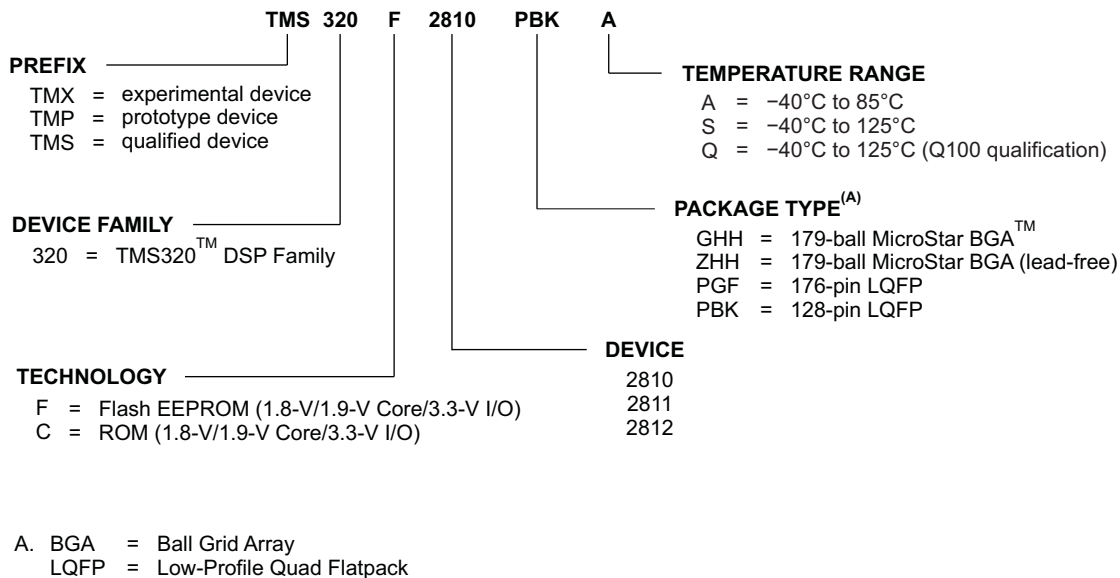 TMS 320 F 2810 PBK A
PREFIX
TMX = experimental device
TMP = prototype device
TMS = qualified device
TEMPERATURE RANGE
A = −40°C to 85°C
S = −40°C to 125°C
Q = −40°C to 125°C (Q100 qualification)
DEVICE FAMILY
320 = TMS320™ DSP Family
PACKAGE TYPE(A)
GHH = 179-ball MicroStar BGA™
ZHH = 179-ball MicroStar BGA (lead-free)
PGF = 176-pin LQFP
PBK = 128-pin LQFP
TECHNOLOGY
F = Flash EEPROM (1.8-V/1.9-V Core/3.3-V I/O)
C = ROM (1.8-V/1.9-V Core/3.3-V I/O)
DEVICE
2810
2811
2812
A. BGA = Ball Grid Array
LQFP = Low-Profile Quad Flatpack